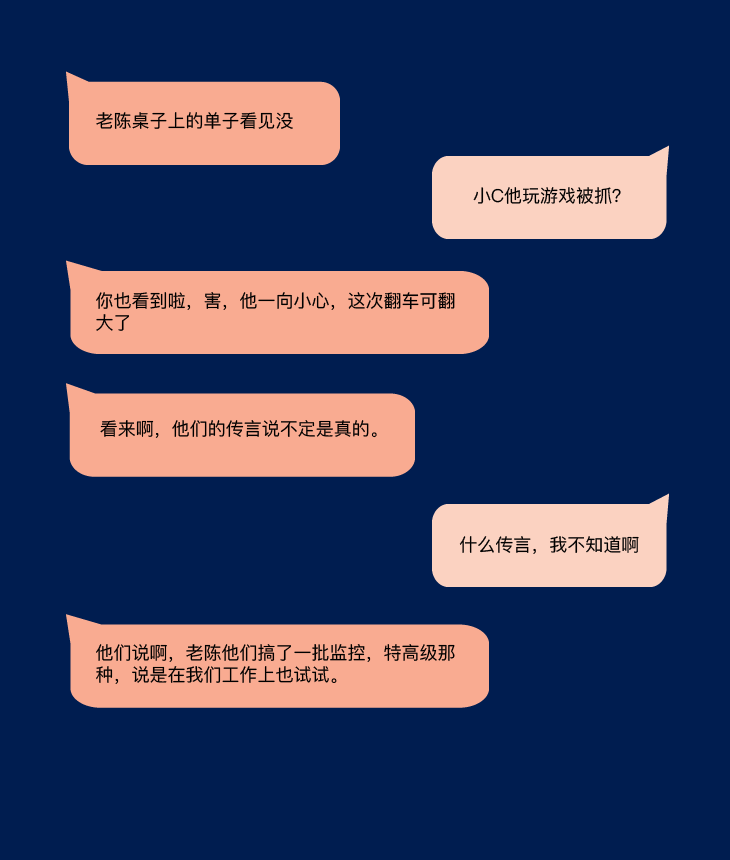 老陈桌子上的单子看见没
小C他玩游戏被抓?
你也看到啦，害，他一向小心，这次翻车可翻
大了
看来啊，他们的传言说不定是真的。
什么传言，我不知道啊
他们说啊，老陈他们搞了一批监控，特高级那
种，说是在我们工作上也试试。